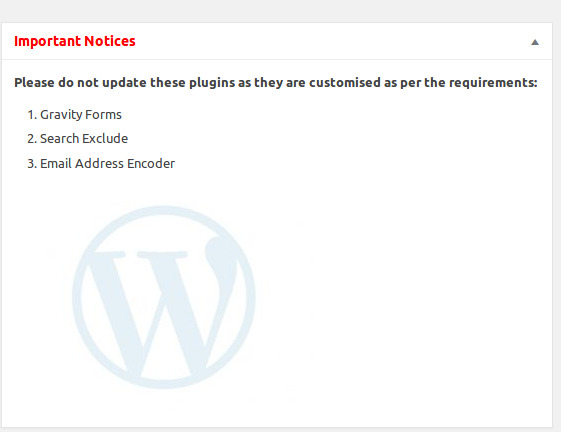 Important Notices
Please do not update these plugins as they are customised as per the requirements:
1. Gravity Forms
2. Search Exclude
3. Email Address Encoder